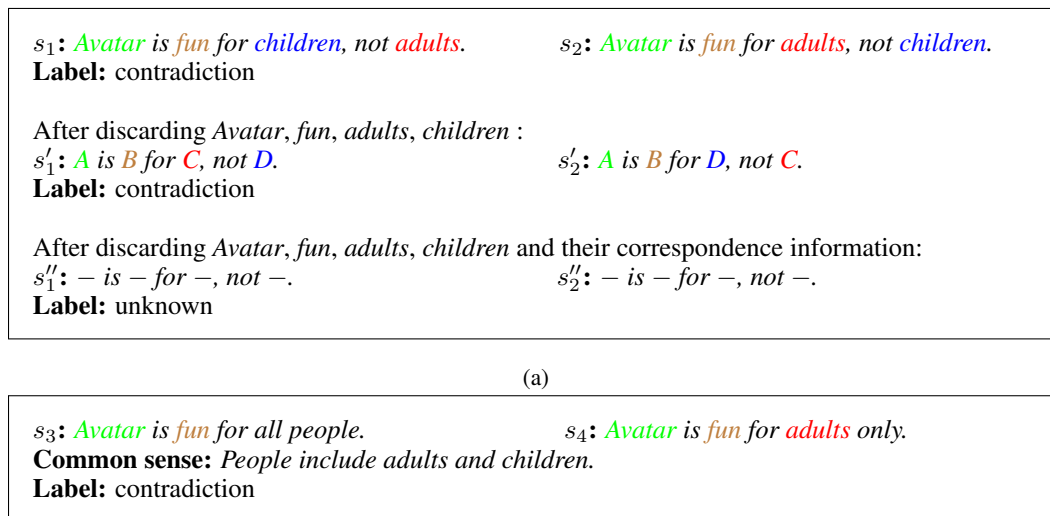 s₁: Avatar is fun for children, not adults. s₂: Avatar is fun for adults, not children.
Label: contradiction
After discarding Avatar, fun, adults, children :
s′₁: A is B for C, not D. s′₂: A is B for D, not C.
Label: contradiction
After discarding Avatar, fun, adults, children and their correspondence information:
s″₁: − is − for −, not −. s″₂: − is − for −, not −.
Label: unknown
(a)
s₃: Avatar is fun for all people. s₄: Avatar is fun for adults only.
Common sense: People include adults and children.
Label: contradiction